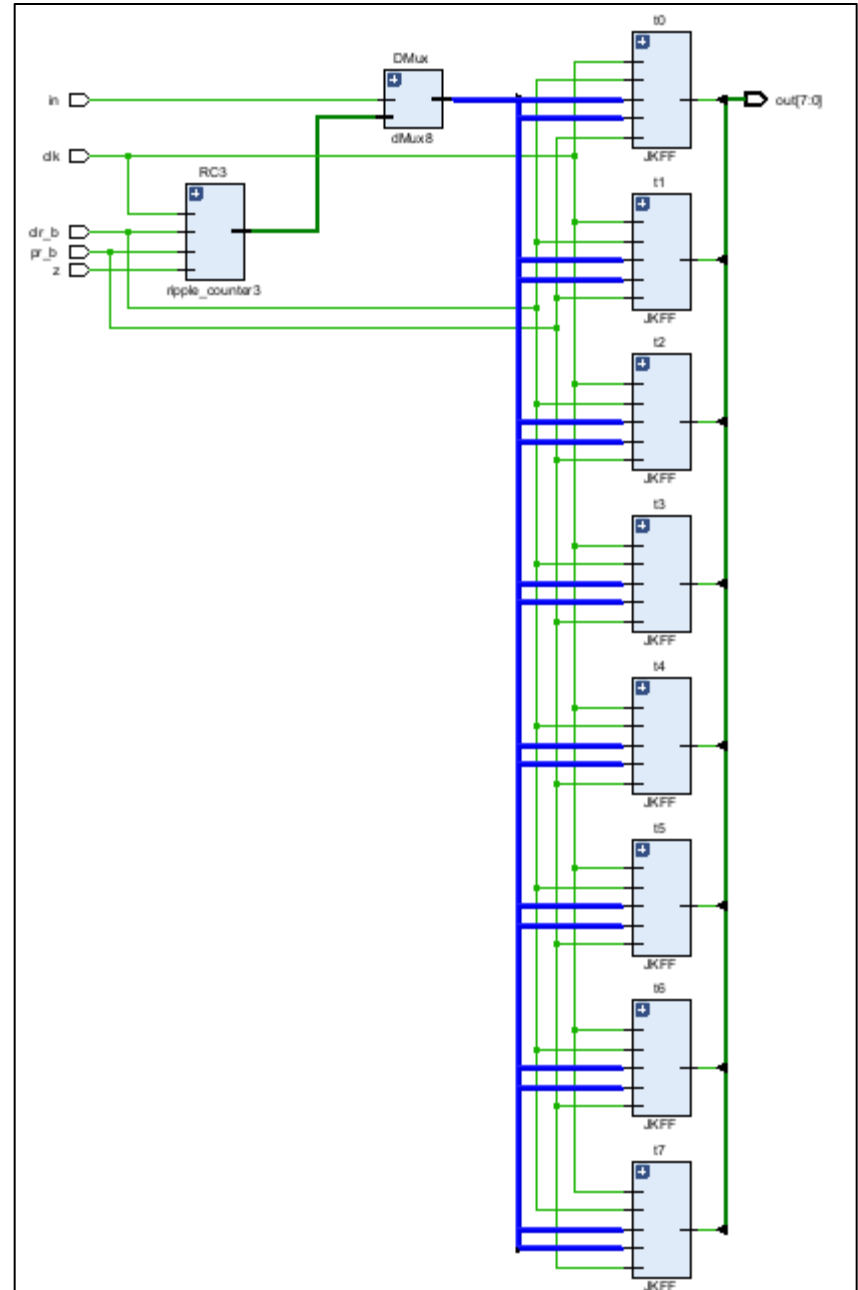 t0
DMux
in
out[7:0]
dMux8
clk
JKFF
RC3
t1
clr_b
pr_b
z
ripple_counter3
JKFF
t2
JKFF
t3
JKFF
t4
JKFF
t5
JKFF
t6
JKFF
t7
JKFF